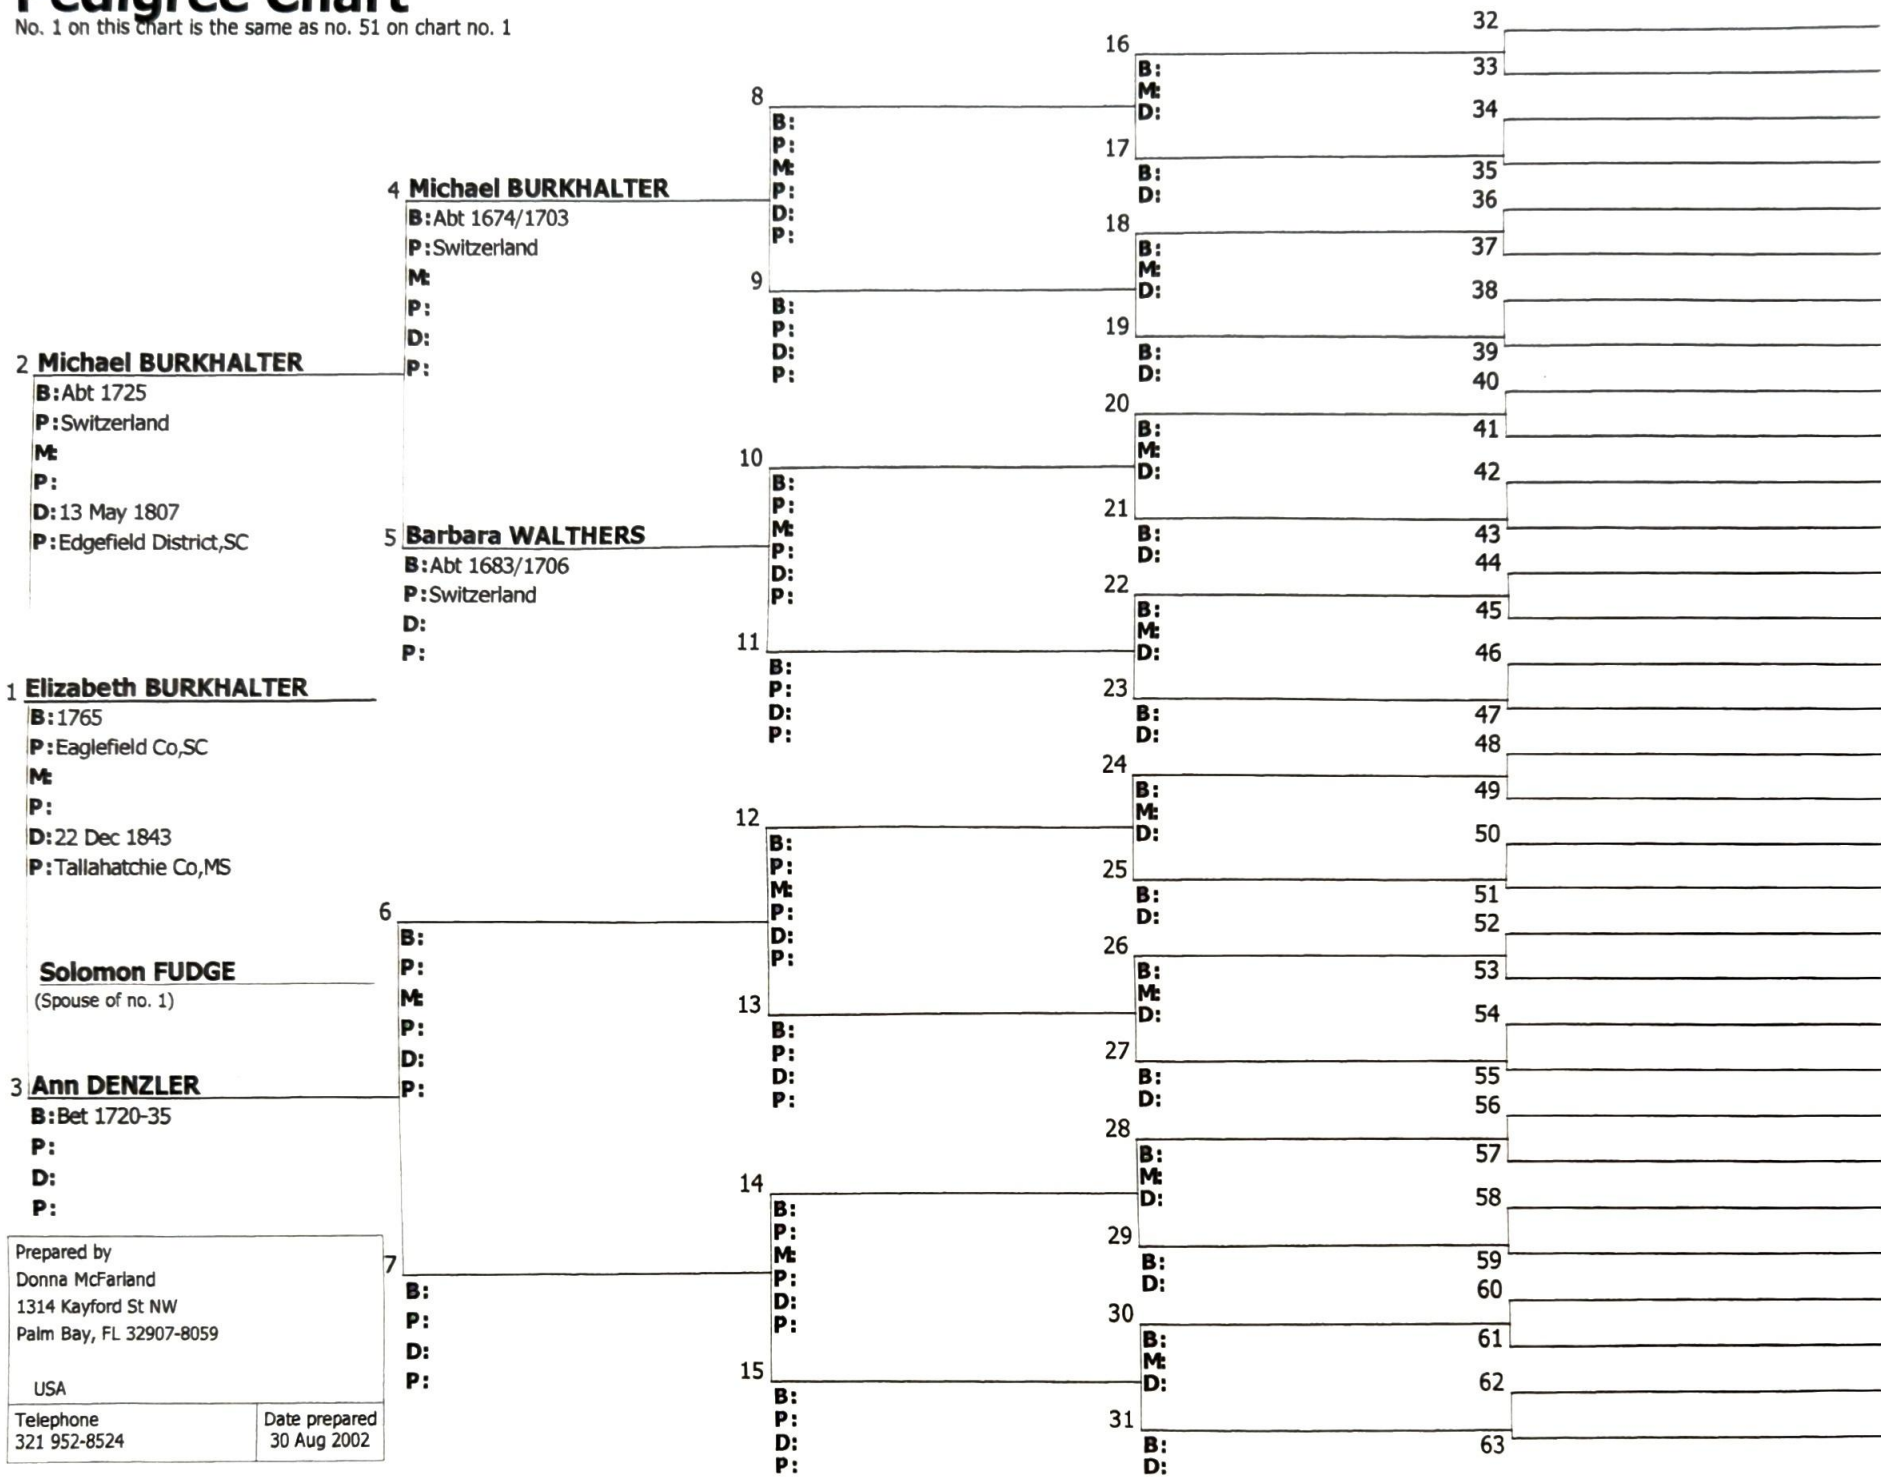 Pedigree Chart
No. 1 on this chart is the same as no. 51 on chart no. 1
2 Michael BURKHALTER
B:Abt 1725
P:Switzerland
M:
P:
D:13 May 1807
P:Edgefield District,SC
1 Elizabeth BURKHALTER
B:1765
P:Eaglefield Co,SC
M:
P:
D:22 Dec 1843
P:Tallahatchie Co,MS
Solomon FUDGE
(Spouse of no. 1)
3 Ann DENZLER
B:Bet 1720-35
P:
D:
P:
Prepared by
Donna McFarland
1314 Kayford St NW
Palm Bay, FL 32907-8059
USA
Telephone
321 952-8524
Date prepared
30 Aug 2002
4 Michael BURKHALTER
B:Abt 1674/1703
P:Switzerland
M:
P:
D:
P:
5 Barbara WALTHERS
B:Abt 1683/1706
P:Switzerland
D:
P:
6
B:
P:
M:
P:
D:
P:
7
B:
P:
D:
P:
8
B:
P:
M:
P:
D:
P:
9
B:
P:
D:
P:
10
B:
P:
M:
P:
D:
P:
11
B:
P:
D:
P:
12
B:
P:
M:
P:
D:
P:
13
B:
P:
D:
P:
14
B:
P:
M:
P:
D:
P:
15
B:
P:
D:
P:
16
B:
M:
D:
17
B:
D:
18
B:
M:
D:
19
B:
D:
20
B:
M:
D:
21
B:
D:
22
B:
M:
D:
23
B:
D:
24
B:
M:
D:
25
B:
D:
26
B:
M:
D:
27
B:
D:
28
B:
M:
D:
29
B:
D:
30
B:
M:
D:
31
B:
D:
32
33
34
35
36
37
38
39
40
41
42
43
44
45
46
47
48
49
50
51
52
53
54
55
56
57
58
59
60
61
62
63